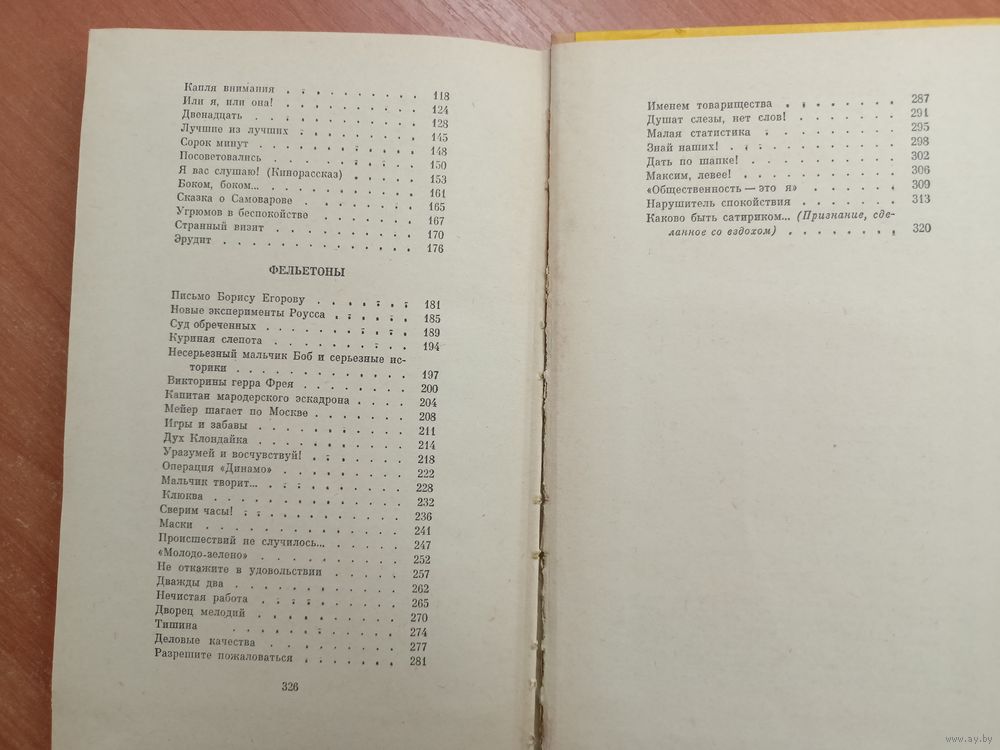 Капля внимания . . . . . . . . . . 118
Или я, или она! . . . . . . . . . . 124
Двенадцать . . . . . . . . . . . . 128
Лучшие из лучших . . . . . . . . . 145
Сорок минут . . . . . . . . . . . 148
Посоветовались . . . . . . . . . . 150
Я вас слушаю! (Кинорассказ) . . . . . 153
Боком, боком... . . . . . . . . . . 161
Сказка о Самоварове . . . . . . . . 165
Угрюмов в беспокойстве . . . . . . . 167
Странный визит . . . . . . . . . . 170
Эрудит . . . . . . . . . . . . . 176
ФЕЛЬЕТОНЫ
Письмо Борису Егорову . . . . . . . 181
Новые эксперименты Роусса . . . . . . 185
Суд обреченных . . . . . . . . . . 189
Куриная слепота . . . . . . . . . . 194
Несерьезный мальчик Боб и серьезные ис-
торики . . . . . . . . . . . . 197
Викторины герра Фрея . . . . . . . . 200
Капитан мародерского эскадрона . . . . 204
Мейер шагает по Москве . . . . . . . 208
Игры и забавы . . . . . . . . . . . 211
Дух Клондайка . . . . . . . . . . . 214
Уразумей и восчувствуй! . . . . . . . 218
Операция «Динамо» . . . . . . . . . 222
Мальчик творит... . . . . . . . . . . 228
Клюква . . . . . . . . . . . . . 232
Сверим часы! . . . . . . . . . . . 236
Маски . . . . . . . . . . . . . . 241
Происшествий не случилось... . . . . . . 247
«Молодо-зелено» . . . . . . . . . . 252
Не откажите в удовольствии . . . . . 257
Дважды два . . . . . . . . . . . . 262
Нечистая работа . . . . . . . . . . 265
Дворец мелодий . . . . . . . . . . 270
Тишина . . . . . . . . . . . . 274
Деловые качества . . . . . . . . . . 277
Разрешите пожаловаться . . . . . . . 281
326
Именем товарищества . . . . . . . . 287
Душат слезы, нет слов! . . . . . . . 291
Малая статистика . . . . . . . . . 295
Знай наших! . . . . . . . . . . . 298
Дать по шапке! . . . . . . . . . . 302
Максим, левее! . . . . . . . . . . 306
«Общественность — это я» . . . . . . 309
Нарушитель спокойствия . . . . . . . 313
Каково быть сатириком... (Признание, сде-
ланное со вздохом) . . . . . . . . 320
www.ay.by